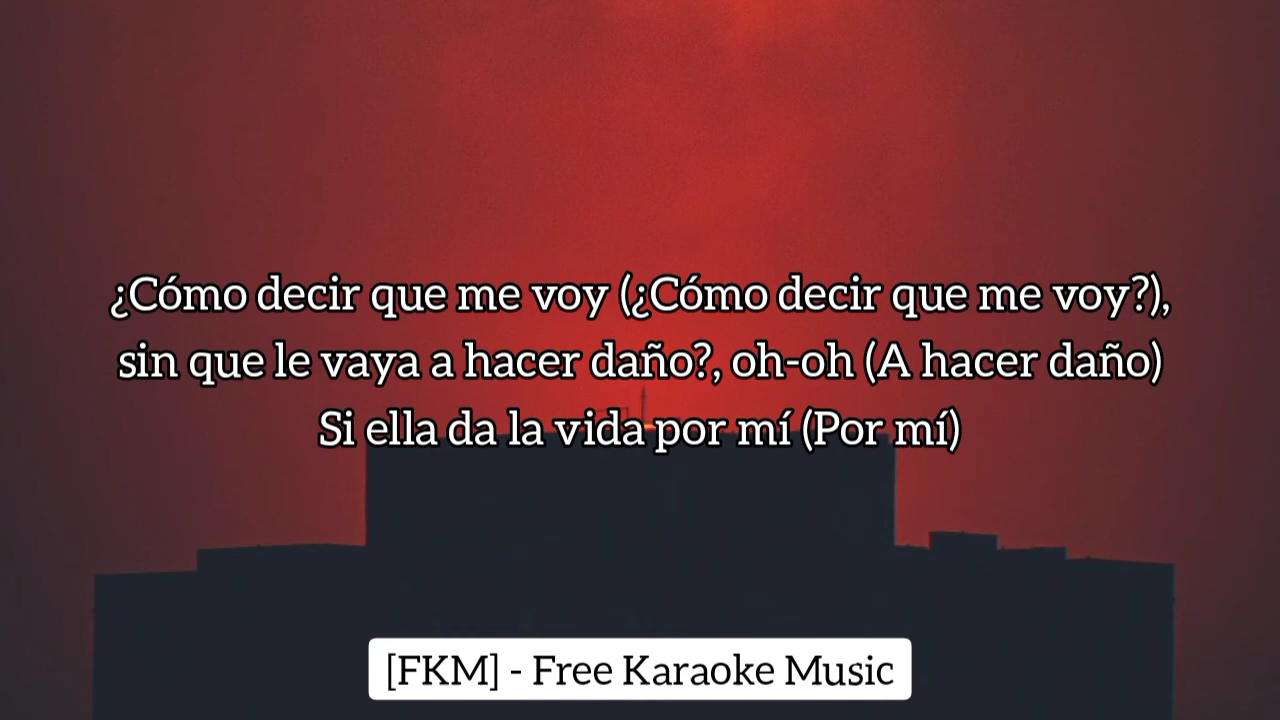 ¿Cómo decir que me voy (¿Cómo decir que me voy?),
sin que le vaya a hacer daño?, oh-oh (A hacer daño)
Si ella da la vida por mí (Por mí)
[FKM] - Free Karaoke Music